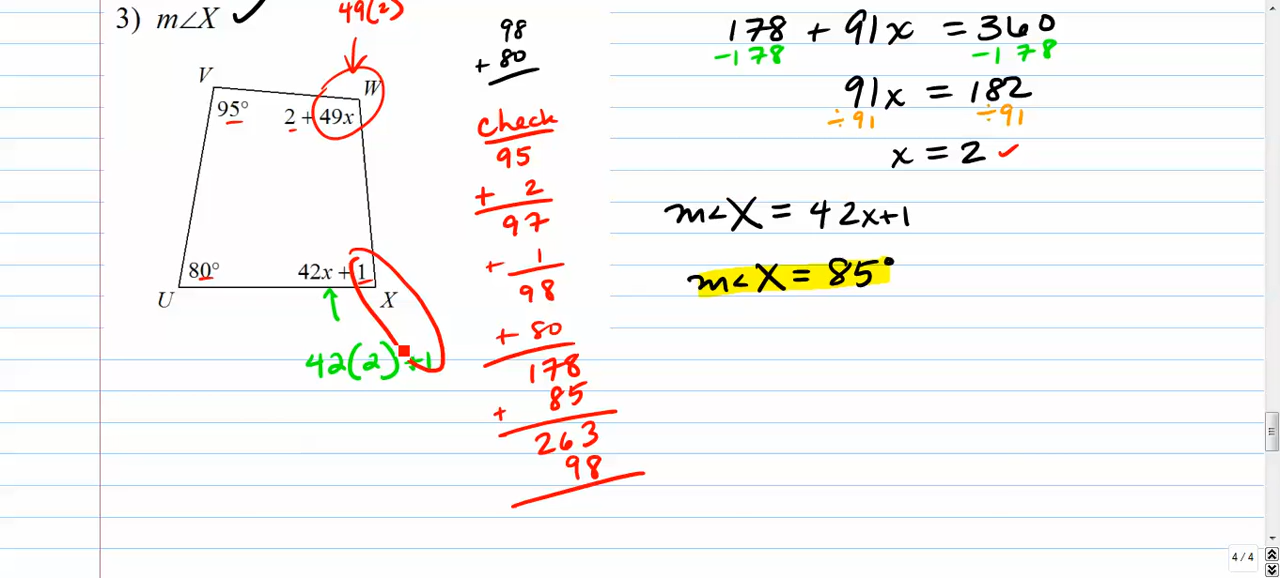 3) m∠X ✓
49(2)
V
W
95°
2 + 49x
80°
42x + 1
U
X
42(2) +1
98
+ 80
check
95
+ 2
97
+ 1
98
+ 80
178
+ 85
263
98
178 + 91x = 360
-178 -178
91x = 182
÷91 ÷91
x = 2 ✓
m∠X = 42x+1
m∠X = 85°
4 / 4